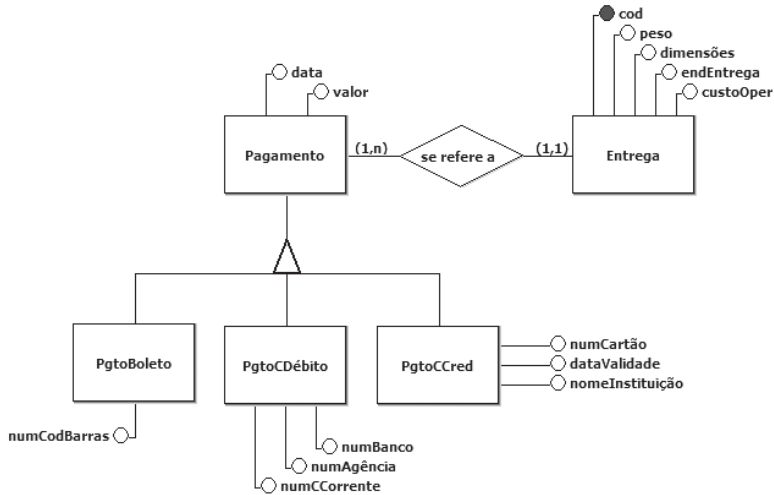 cod
peso
dimensões
endEntrega
custoOper
data
valor
Pagamento
(1,n)
se refere a
(1,1)
Entrega
PgtoBoleto
PgtoCDébito
PgtoCCred
numCartão
dataValidade
nomeInstituição
numCodBarras
numBanco
numAgência
numCCorrente